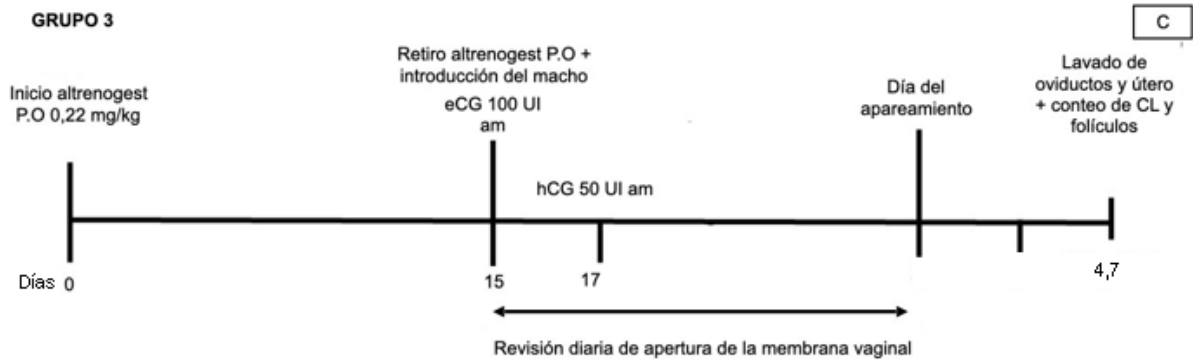 GRUPO 3
C
Inicio altrenogest
P.O 0,22 mg/kg
Retiro altrenogest P.O +
introducción del macho
eCG 100 UI
am
hCG 50 UI am
Día del
apareamiento
Lavado de
oviductos y útero
+ conteo de CL y
folículos
Días 0
15
17
4,7
Revisión diaria de apertura de la membrana vaginal